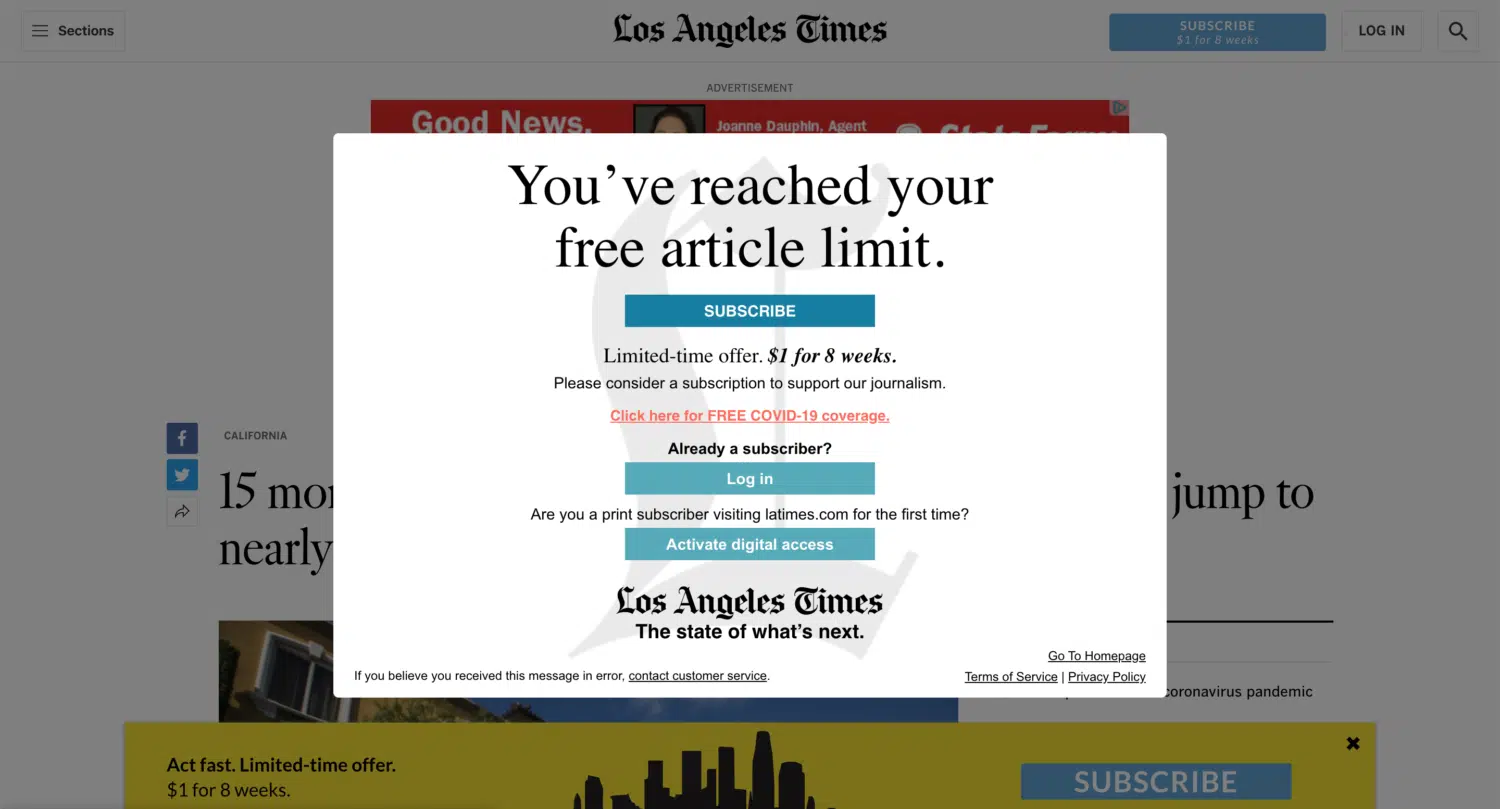 Sections
Los Angeles Times
SUBSCRIBE
$1 for 8 weeks
LOG IN
ADVERTISEMENT
Good News.
Joanne Dauphin, Agent
State Farm
You’ve reached your
free article limit.
SUBSCRIBE
Limited-time offer. $1 for 8 weeks.
Please consider a subscription to support our journalism.
Click here for FREE COVID-19 coverage.
Already a subscriber?
Log in
Are you a print subscriber visiting latimes.com for the first time?
Activate digital access
Los Angeles Times
The state of what’s next.
Go To Homepage
If you believe you received this message in error, contact customer service.
Terms of Service | Privacy Policy
CALIFORNIA
15 jump to
nearly
coronavirus pandemic
Act fast. Limited-time offer.
$1 for 8 weeks.
SUBSCRIBE